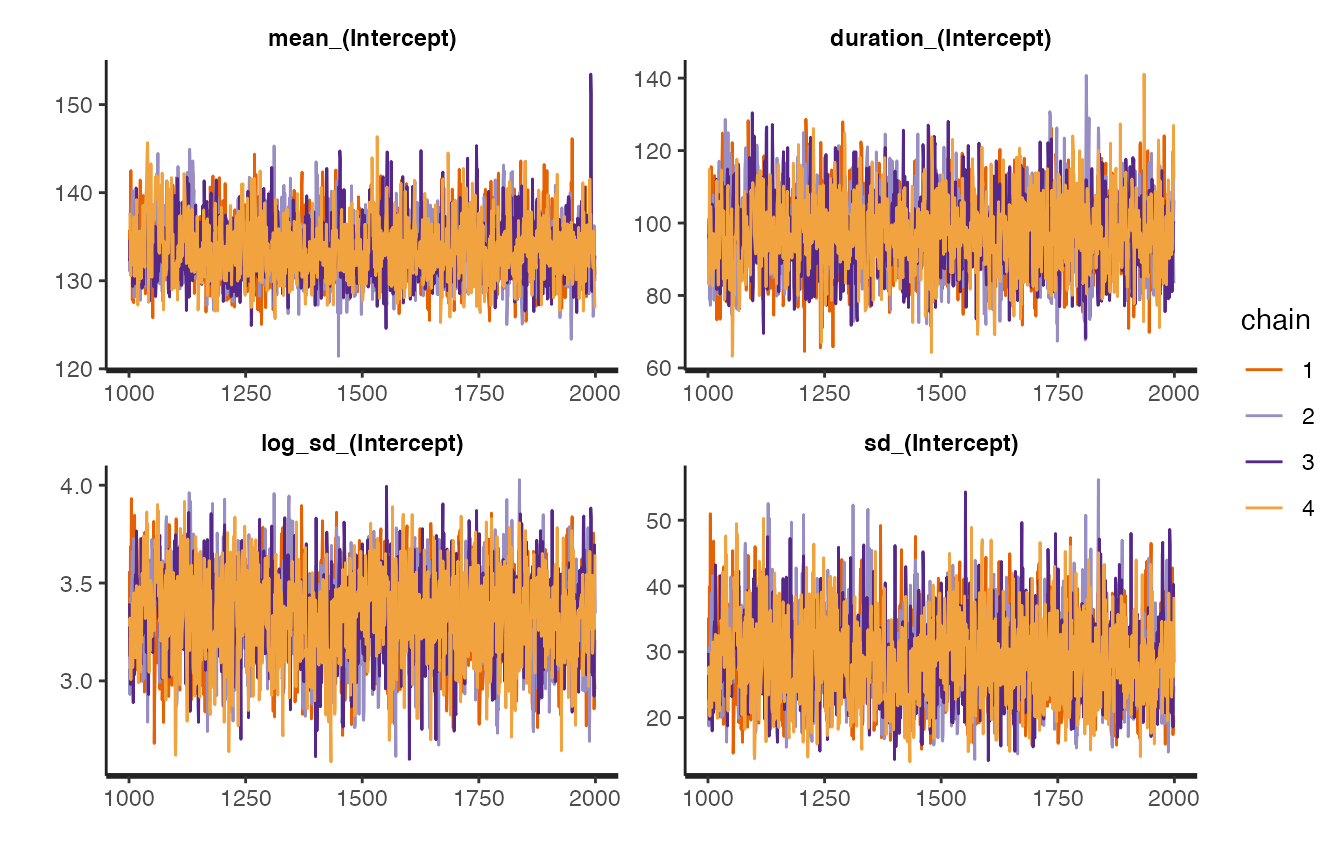 mean_(Intercept)
duration_(Intercept)
150
140
130
120
1000 1250 1500 1750 2000
140
120
100
80
60
1000 1250 1500 1750 2000
log_sd_(Intercept)
sd_(Intercept)
4.0
3.5
3.0
1000 1250 1500 1750 2000
50
40
30
20
1000 1250 1500 1750 2000
chain
1
2
3
4